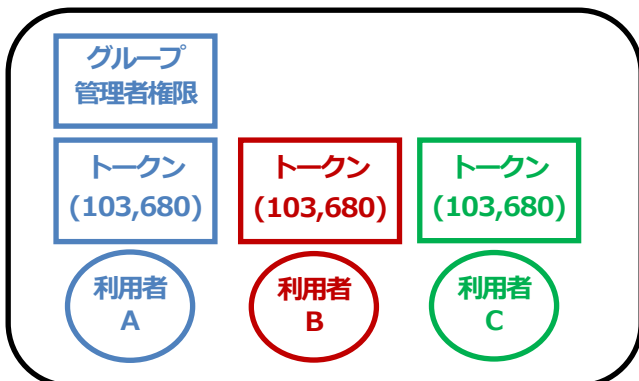 グループ
管理者権限
トークン
(103,680)
トークン
(103,680)
トークン
(103,680)
利用者
A
利用者
B
利用者
C